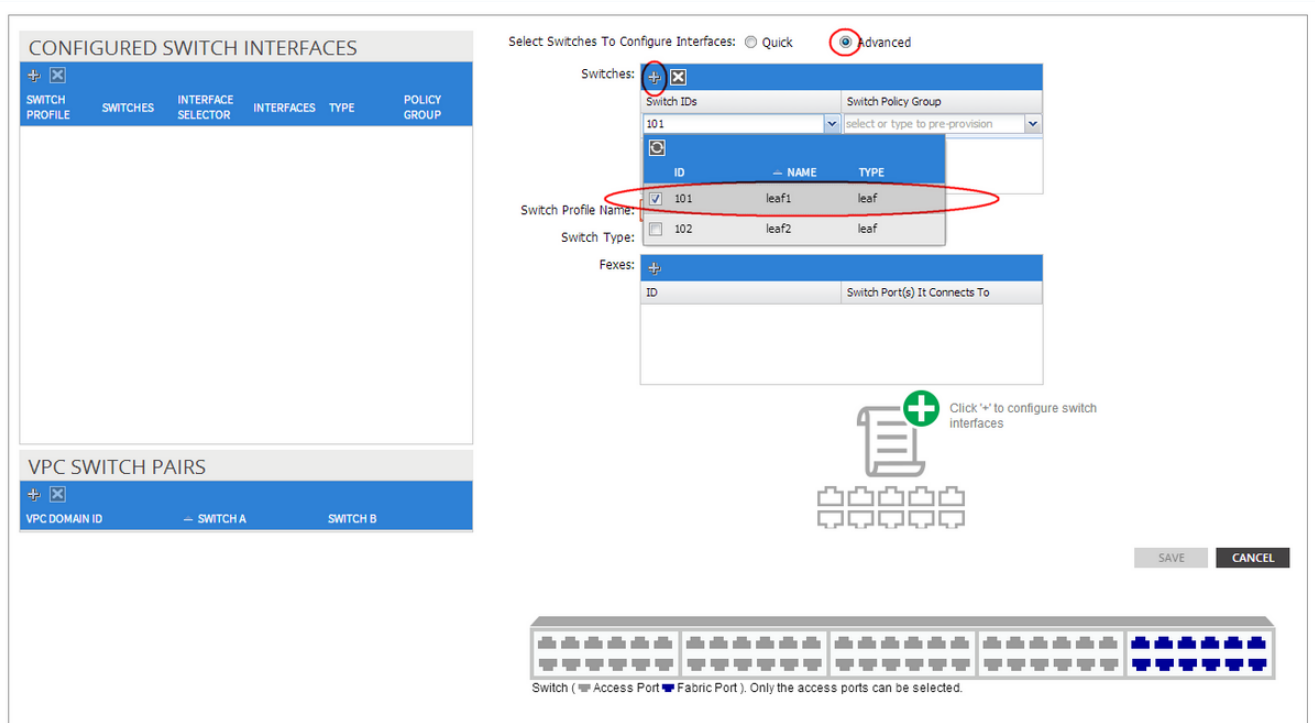 CONFIGURED SWITCH INTERFACES
SWITCH PROFILE SWITCHES INTERFACE SELECTOR INTERFACES TYPE POLICY GROUP
VPC SWITCH PAIRS
VPC DOMAIN ID SWITCH A SWITCH B
Select Switches To Configure Interfaces: Quick Advanced
Switches:
Switch IDs Switch Policy Group
101 select or type to pre-provision
ID NAME TYPE
101 leaf1 leaf
102 leaf2 leaf
Switch Profile Name:
Switch Type:
Fexes:
ID Switch Port(s) It Connects To
Click '+' to configure switch
interfaces
SAVE CANCEL
Switch ( Access Port Fabric Port ). Only the access ports can be selected.